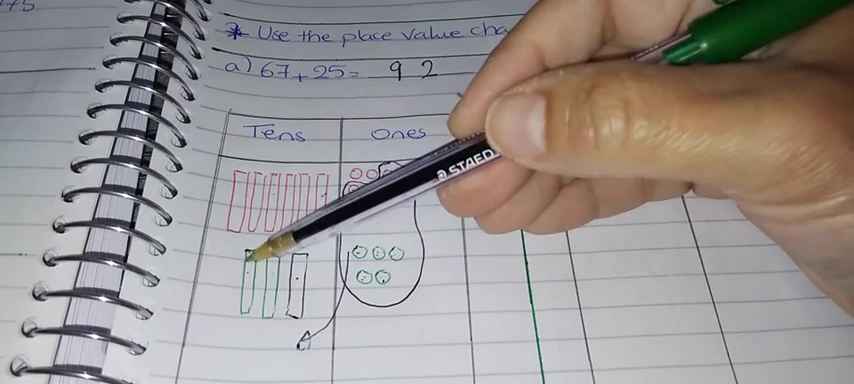 * Use the place value cha
a) 67 + 25 = 92
Tens Ones
STAED